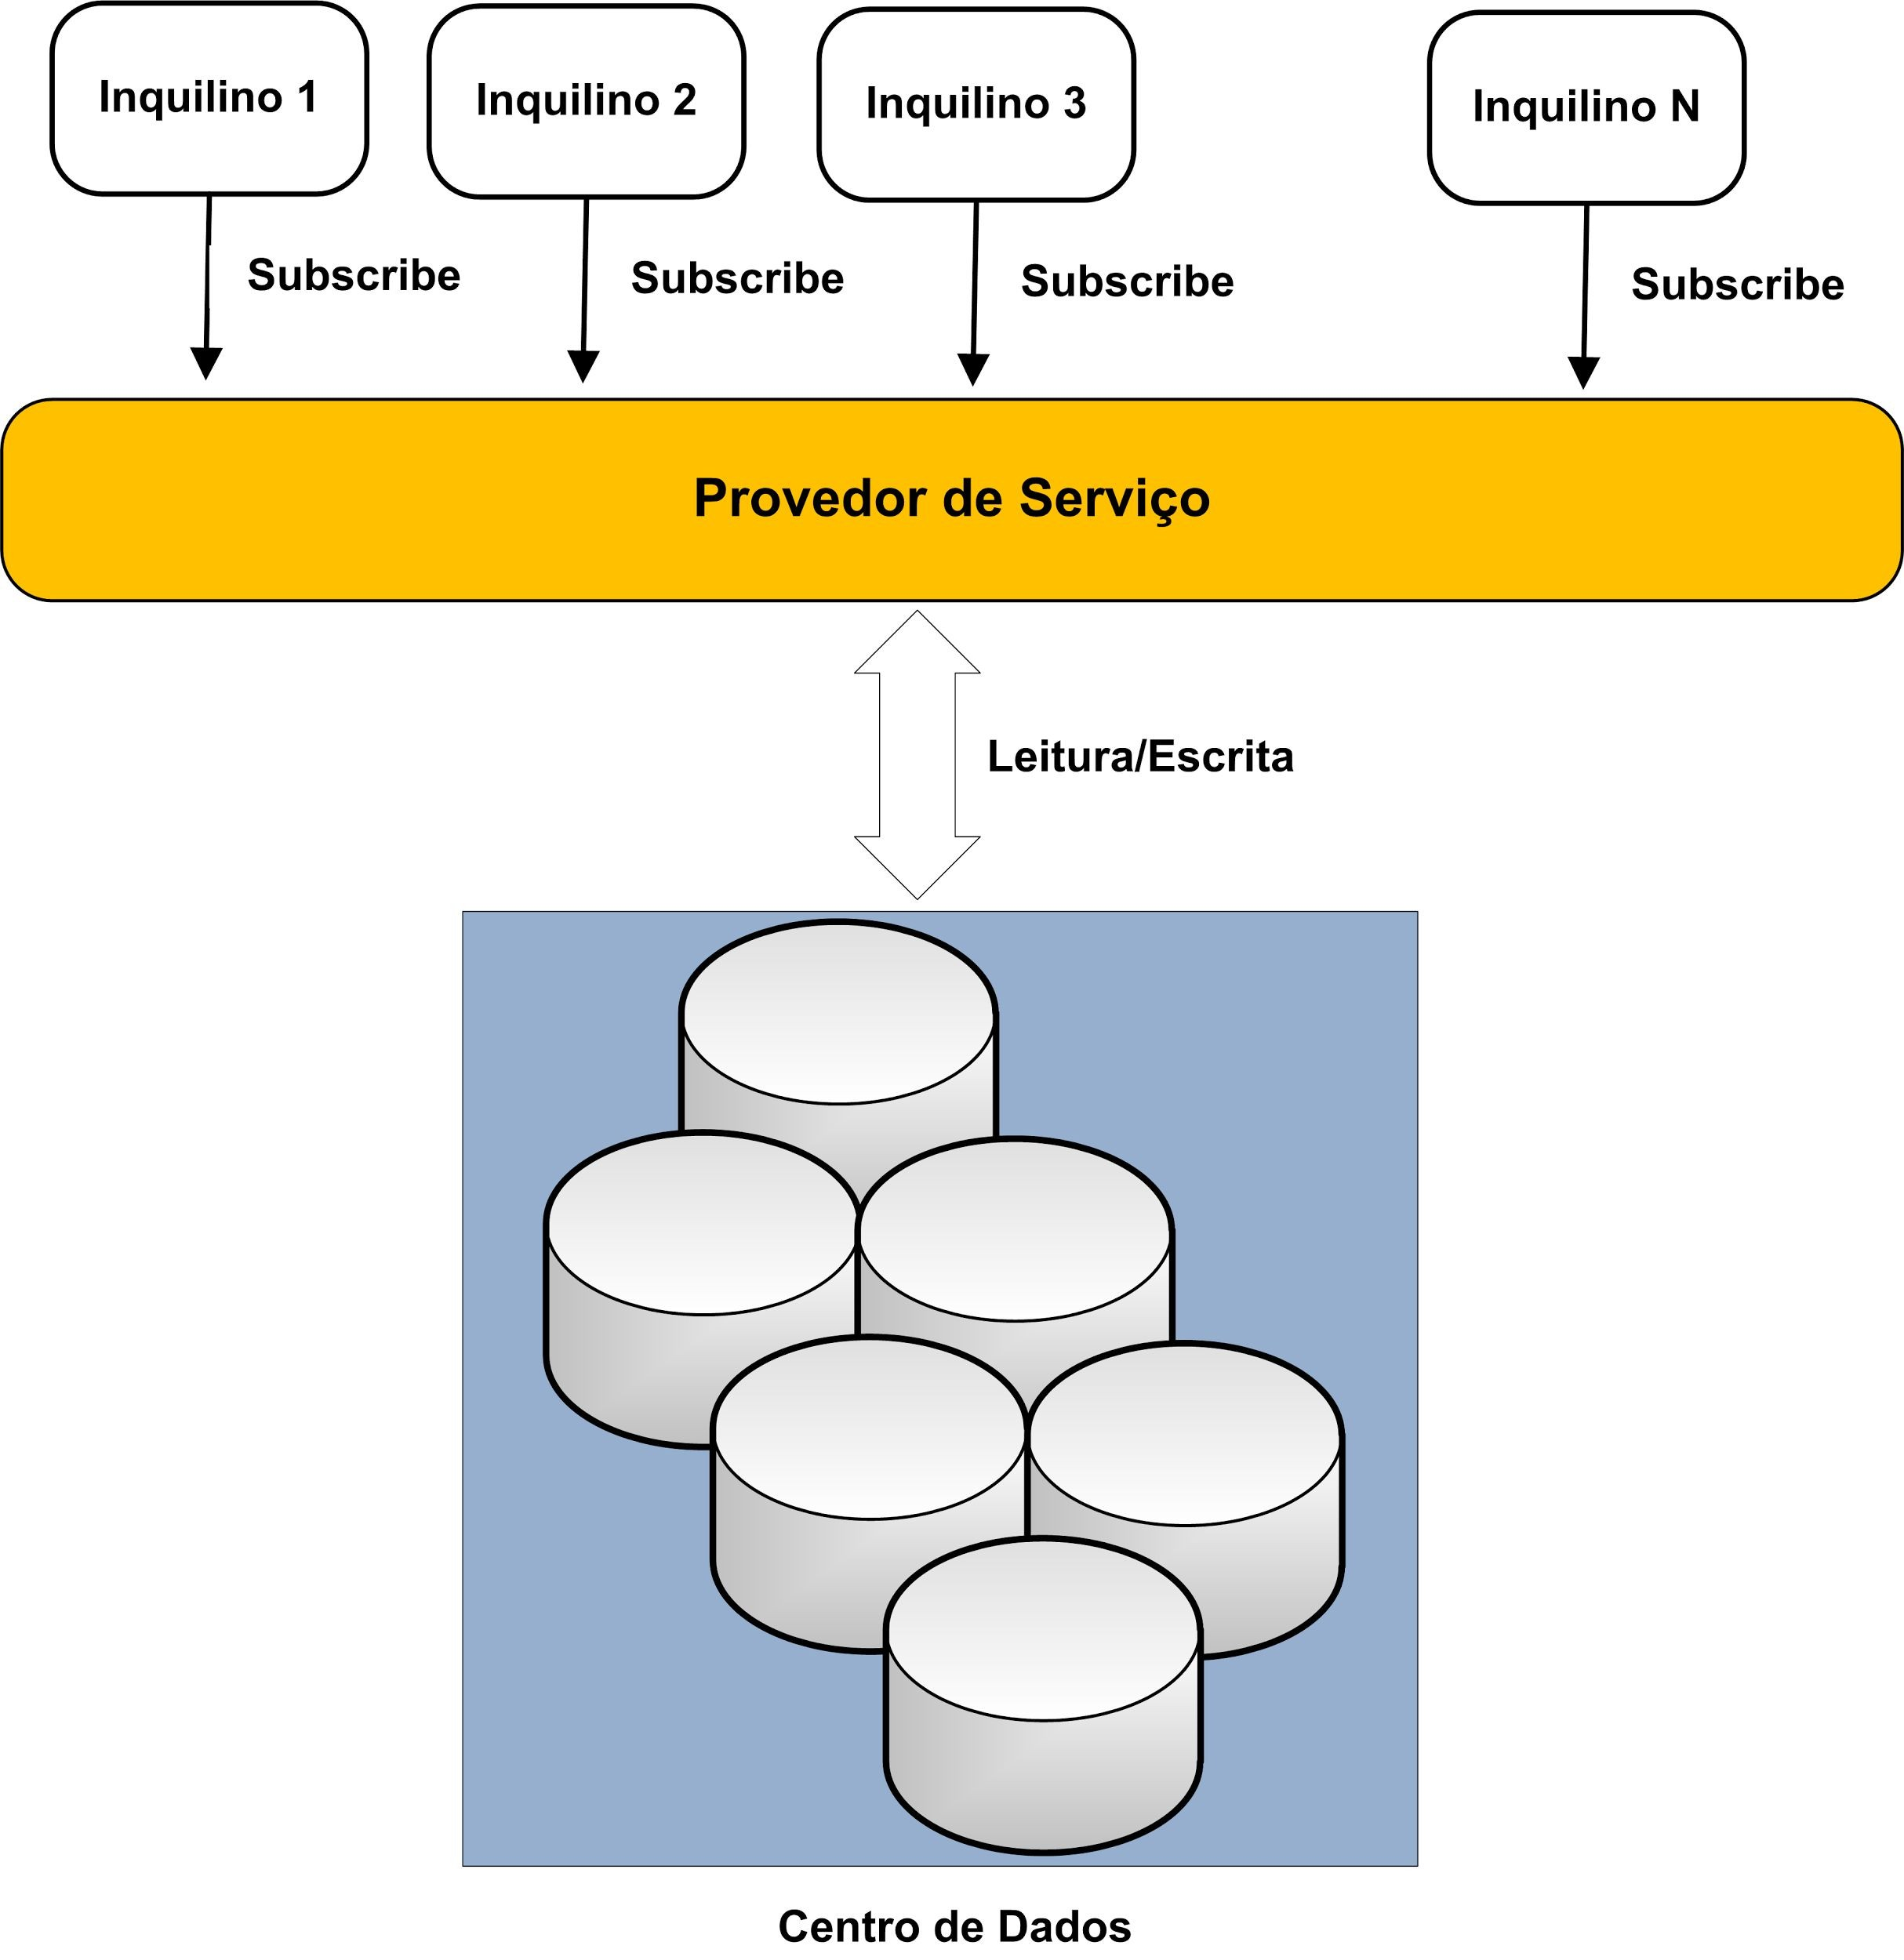 Inquilino 1
Inquilino 2
Inquilino 3
Inquilino N
Subscribe
Subscribe
Subscribe
Subscribe
Provedor de Serviço
Leitura/Escrita
Centro de Dados